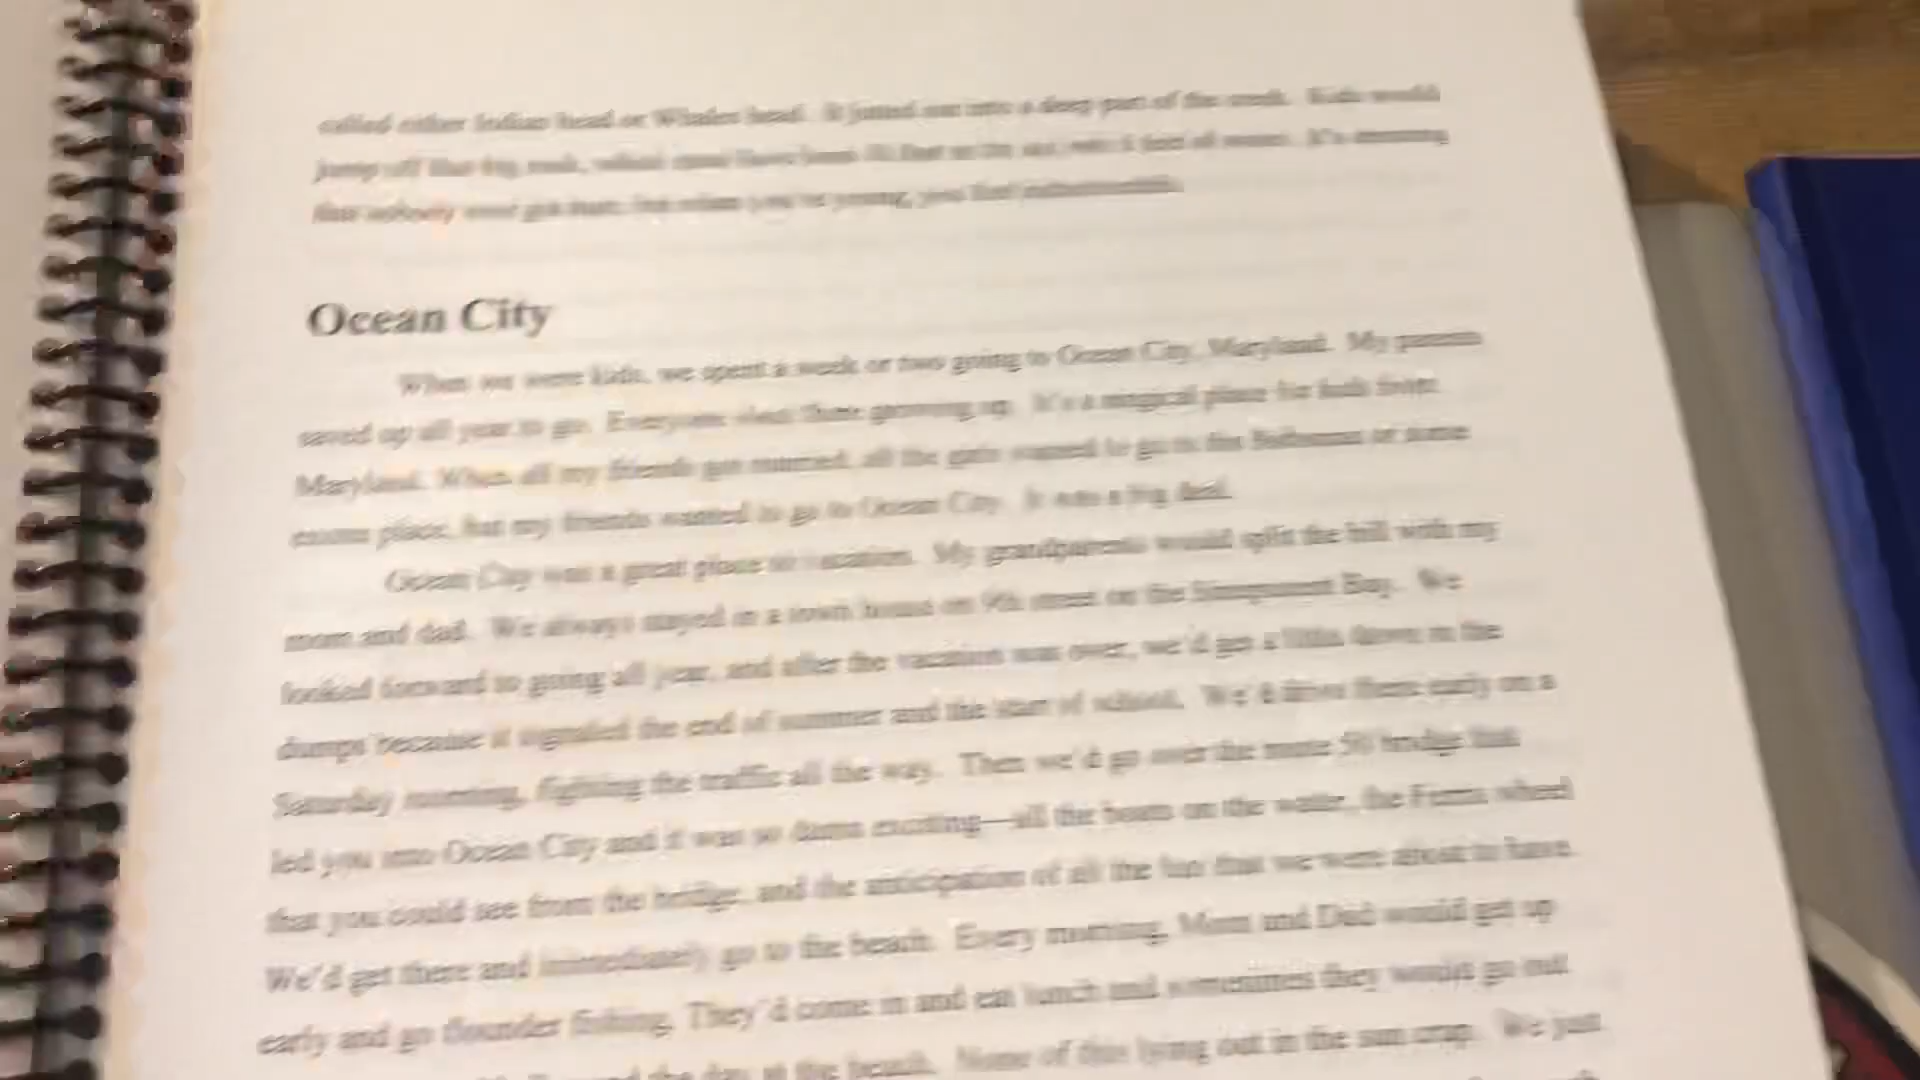 called either Indian head or Whales head. It jutted out into a deep part of the creek. Kids would
jump off that big rock, which must have been feet in the air, into feet of water. It's amazing
that nobody ever got hurt, but when you're young, you feel
Ocean City
When we were kids, we spent a week or two going to Ocean City, Maryland. My parents
saved up all year to go. Everyone went there growing up. It's a magical place for kids from
Maryland. When all my friends got married, all the gals wanted to go to the Bahamas or some
exotic place, but my friends wanted to go to Ocean City. It was a big deal.
Ocean City was a great place to vacation. My grandparents would split the bill with my
mom and dad. We always stayed in a town house on 9th street on the Bay. We
looked forward to going all year, and after the vacation was over, we'd get a little down in the
dumps because it signaled the end of summer and the start of school. We'd drive there early on a
Saturday morning, fighting the traffic all the way. Then we'd go over the route 50 bridge that
led you into Ocean City and it was so damn exciting—all the boats on the water, the Ferris wheel
that you could see from the bridge, and the anticipation of all the fun that we were about to have.
We'd get there and immediately go to the beach. Every morning, Mom and Dad would get up
early and go flounder fishing. They'd come in and eat lunch and sometimes they would go out
the day at the beach. None of this lying out in the sun crap. We just